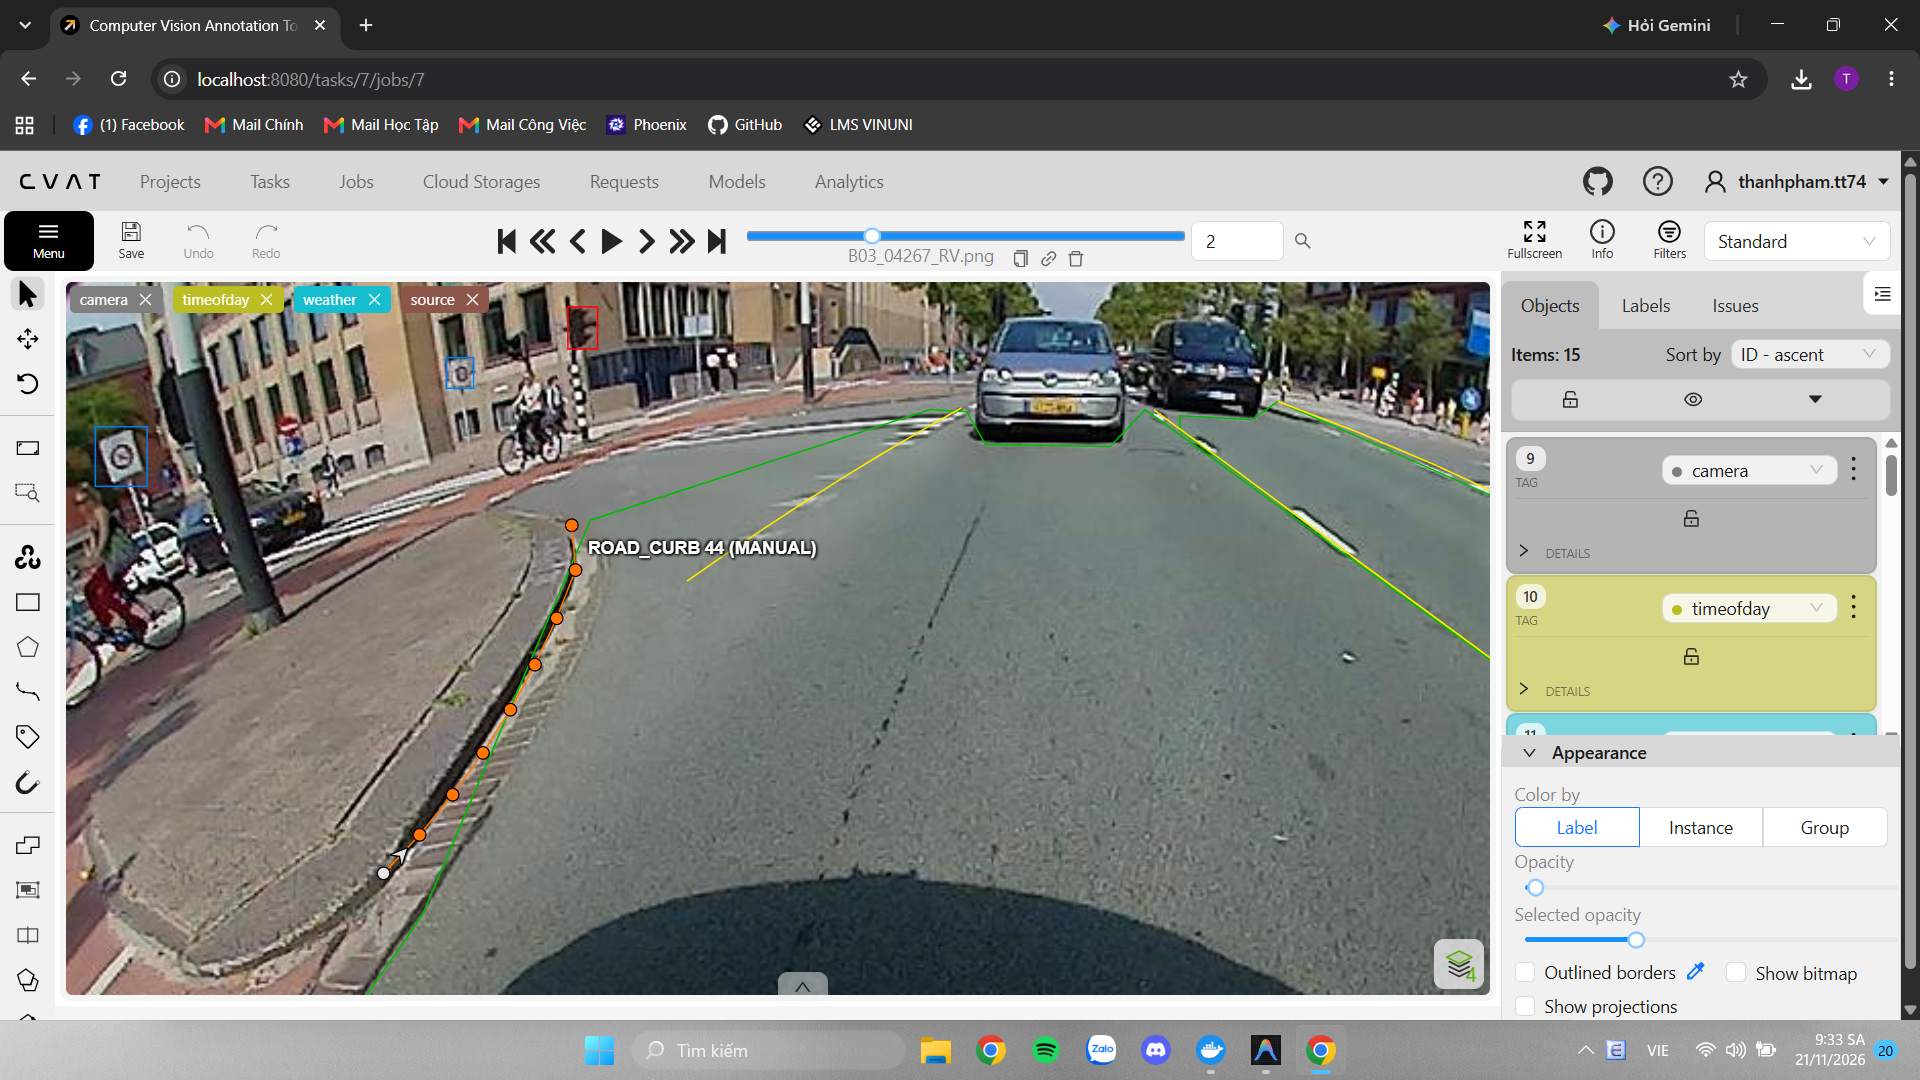 Computer Vision Annotation To
Hỏi Gemini
localhost:8080/tasks/7/jobs/7
T
(1) Facebook
Mail Chính
Mail Học Tập
Mail Công Việc
Phoenix
GitHub
LMS VINUNI
CVAT
Projects
Tasks
Jobs
Cloud Storages
Requests
Models
Analytics
thanhpham.tt74
Menu
Save
Undo
Redo
B03_04267_RV.png
2
Fullscreen
Info
Filters
Standard
camera
timeofday
weather
source
ROAD_CURB 44 (MANUAL)
4
Objects
Labels
Issues
Items: 15
Sort by
ID - ascent
9
TAG
camera
DETAILS
10
TAG
timeofday
DETAILS
11
Appearance
Color by
Label
Instance
Group
Opacity
Selected opacity
Outlined borders
Show bitmap
Show projections
Tìm kiếm
Zalo
VIE
9:33 SA
21/11/2026
20